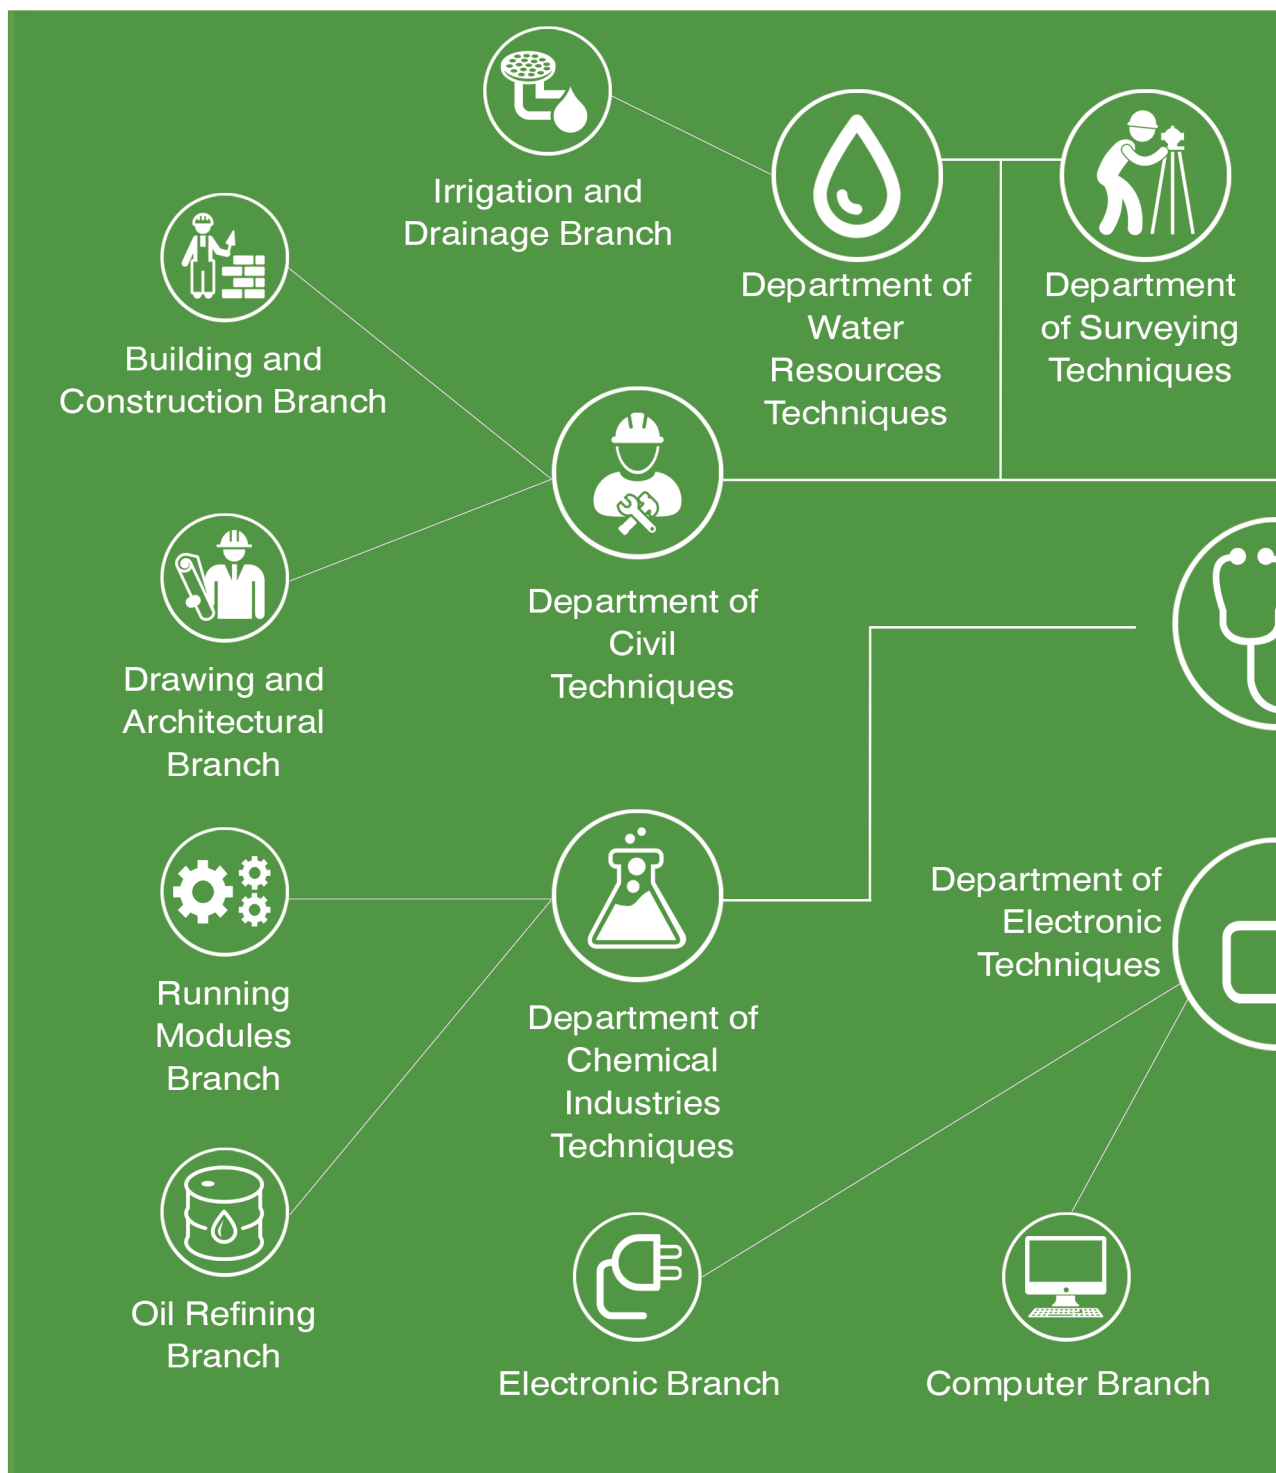 Irrigation and
Drainage Branch
Department of
Water
Resources
Techniques
Department
of Surveying
Techniques
Building and
Construction Branch
Department of
Civil
Techniques
Drawing and
Architectural
Branch
Department of
Electronic
Techniques
Running
Modules
Branch
Department of
Chemical
Industries
Techniques
Oil Refining
Branch
Electronic Branch
Computer Branch